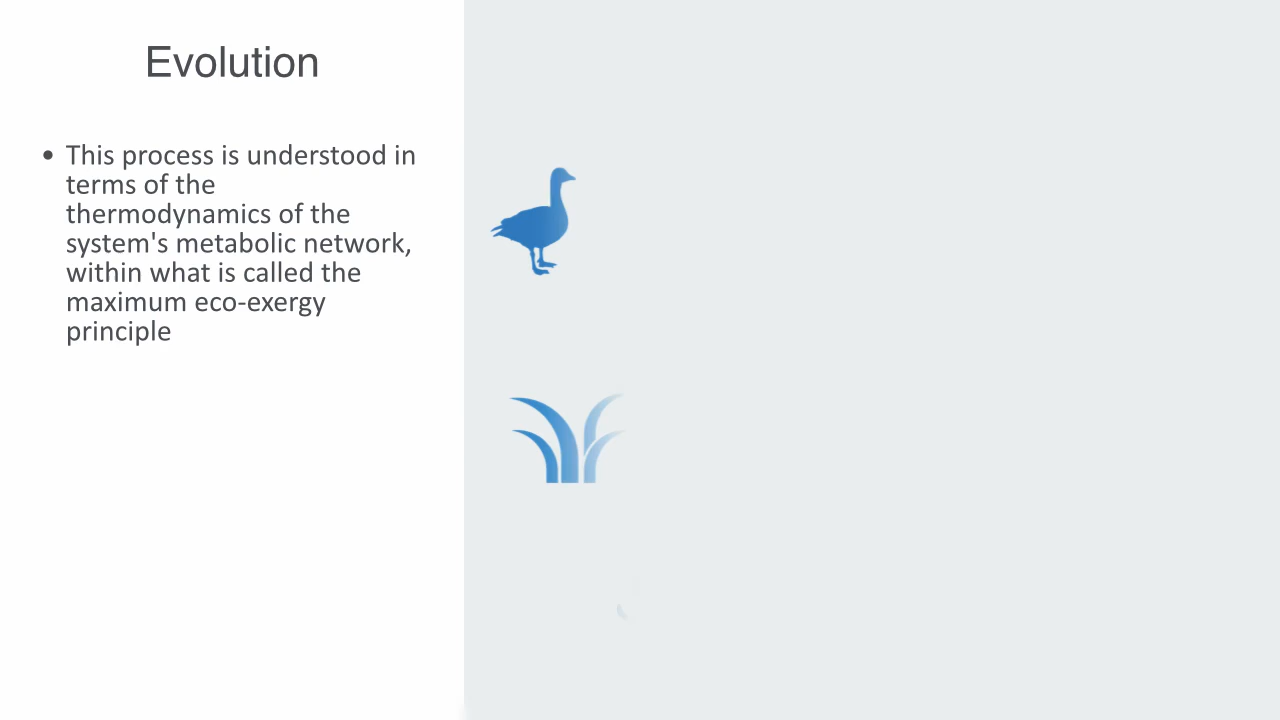 Evolution
• This process is understood in
terms of the
thermodynamics of the
system's metabolic network,
within what is called the
maximum eco-exergy
principle